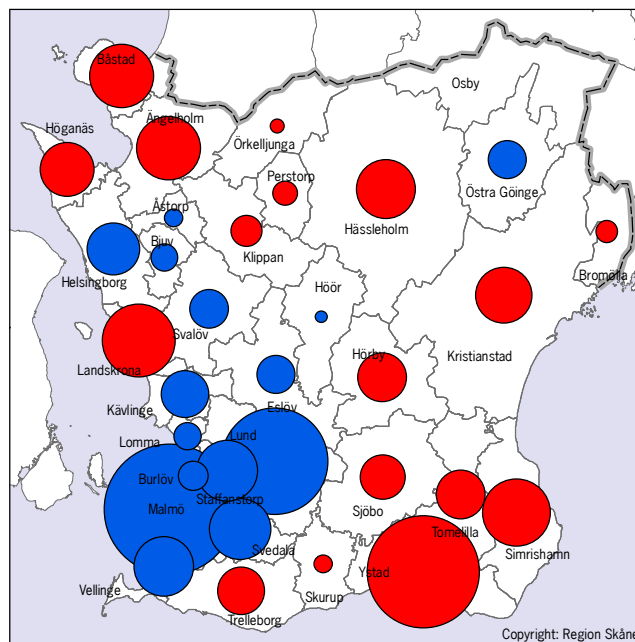 Båstad
Osby
Höganäs
Ängelholm
Örkelljunga
Perstorp
Östra Göinge
Åstorp
Hässleholm
Bjuv
Klippan
Bromölla
Helsingborg
Höör
Svalöv
Hörby
Kristianstad
Landskrona
Kävlinge
Eslöv
Lomma
Lund
Burlöv
Staffanstorp
Malmö
Sjöbo
Tomelilla
Svedala
Simrishamn
Ystad
Vellinge
Skurup
Trelleborg
Copyright: Region Skåne